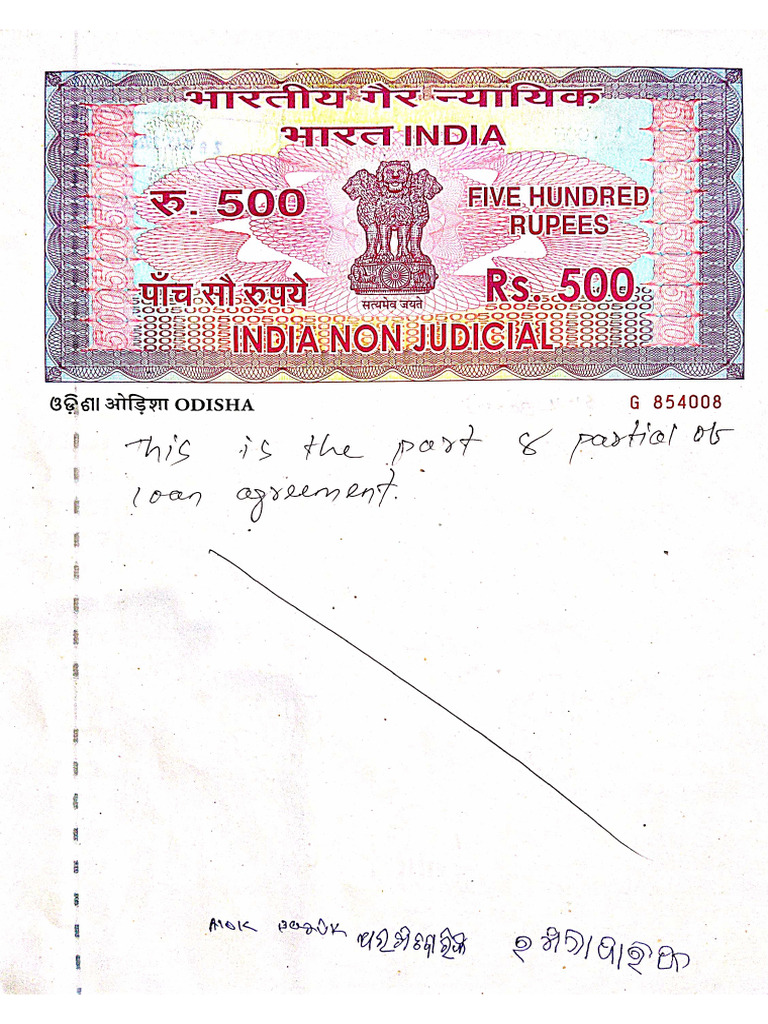 भारतीय गैर न्यायिक
भारत INDIA
रु. 500
FIVE HUNDRED
RUPEES
पाँच सौ रुपये
Rs. 500
सत्यमेव जयते
INDIA NON JUDICIAL
ଓଡ଼ିଶା ओड़िशा ODISHA
G 854008
This is the part & partial of
loan agreement.